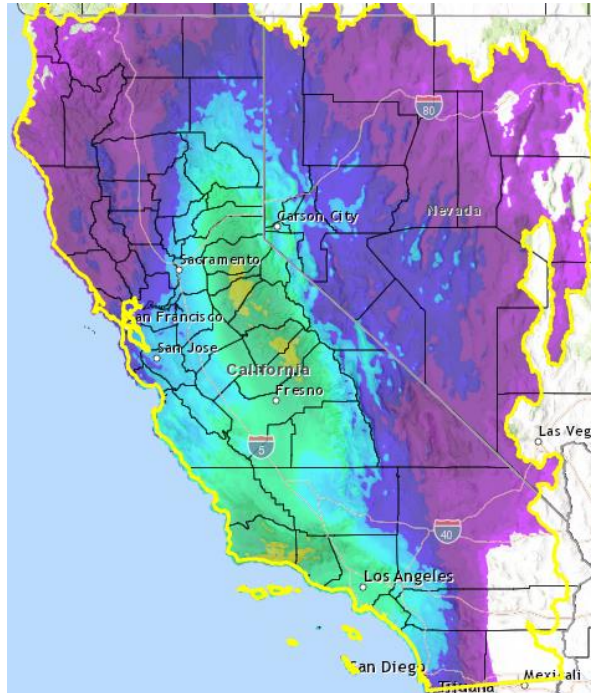 80
Nevada
Carson City
Sacramento
an Francisco
San Jose
California
Fresno
5
Las Veg
40
Los Angeles
San Diego
Tijuana
Mexicali